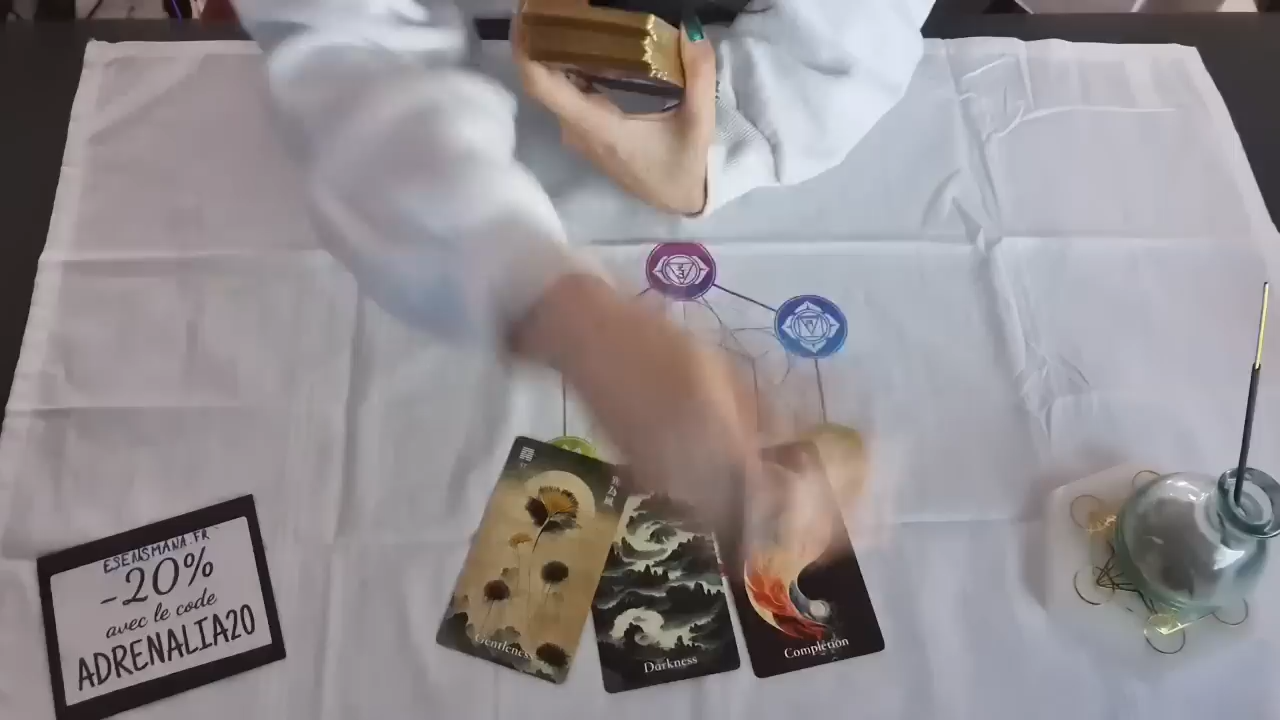 ESENSMANA.FR
-20%
avec le code
ADRENALIA20
Gentleness
Darkness
Completion